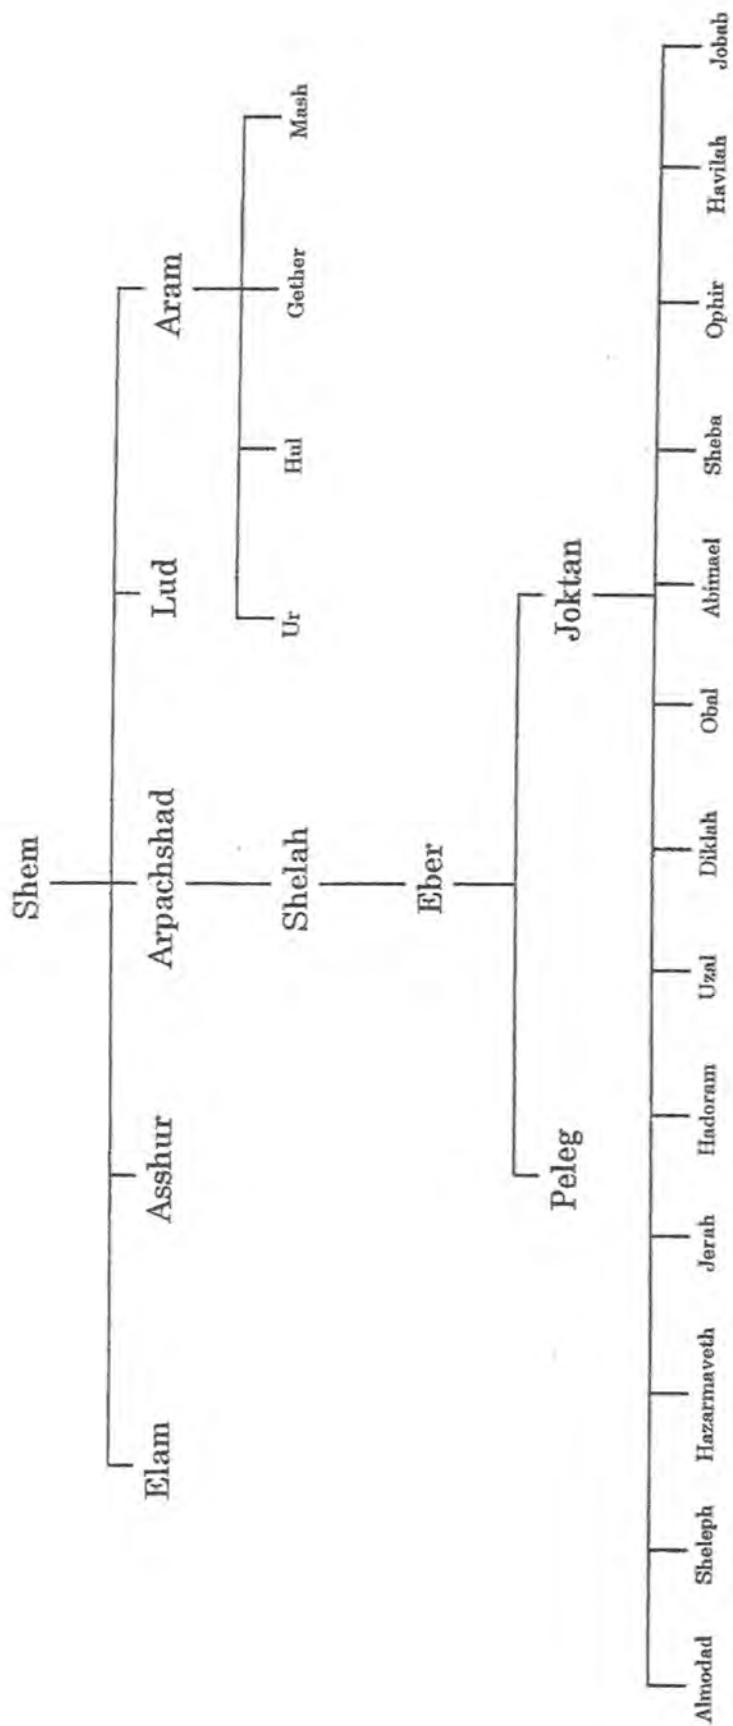 Shem
Elam Asshur Arpachshad Lud Aram
Shelah Ur Hul Gether Mash
Eber
Peleg Joktan
Almodad Sheleph Hazarmaveth Jerah Hadoram Uzal Diklah Obal Abimael Sheba Ophir Havilah Jobab